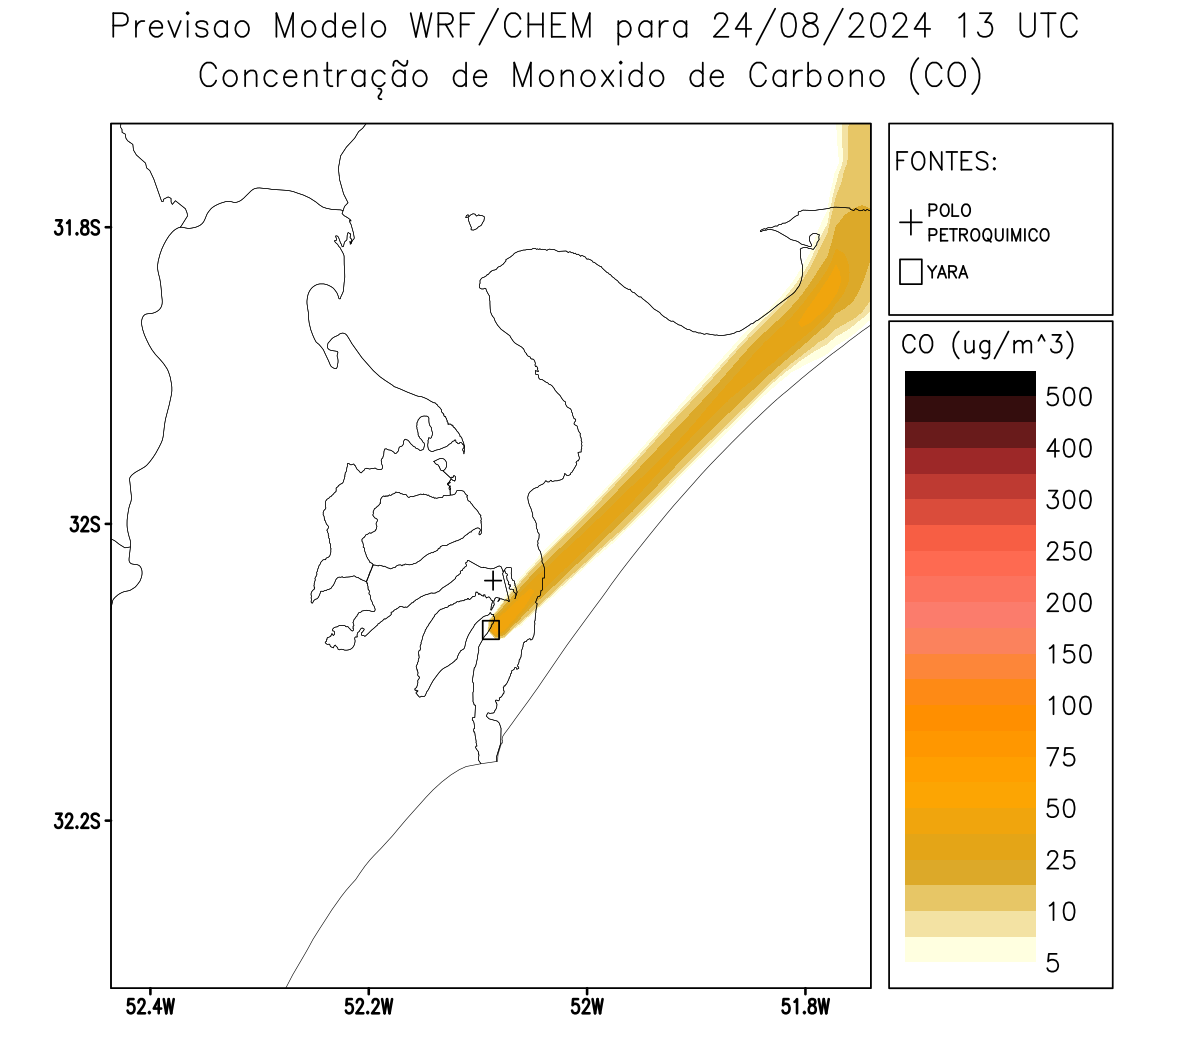 Previsao Modelo WRF/CHEM para 24/08/2024 13 UTC
Concentração de Monoxido de Carbono (CO)
FONTES:
POLO
PETROQUIMICO
YARA
CO (ug/m^3)
500
400
300
250
200
150
100
75
50
25
10
5
31.8S
32S
32.2S
52.4W
52.2W
52W
51.8W